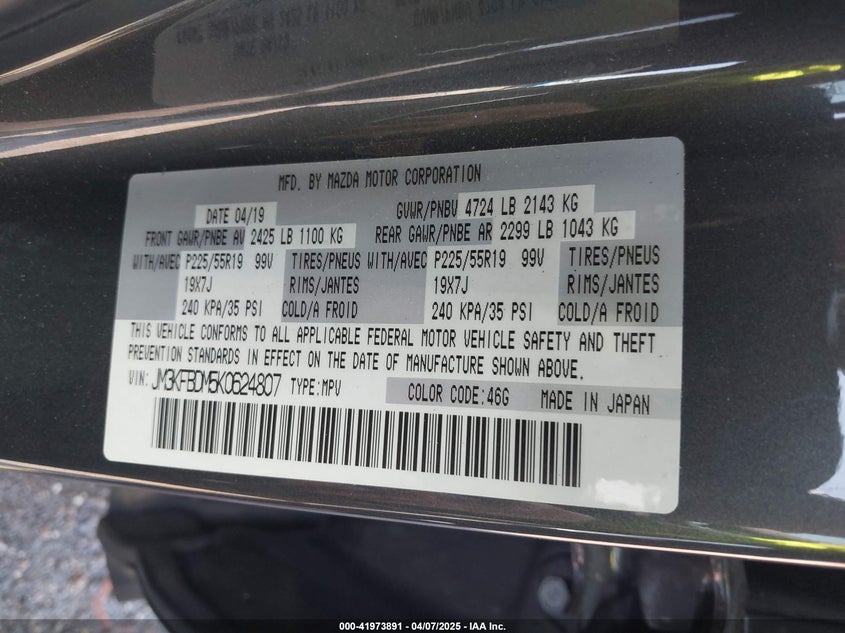 MFD. BY MAZDA MOTOR CORPORATION
DATE 04/19 GVWR/PNBV 4724 LB 2143 KG
FRONT GAWR/PNBE AV 2425 LB 1100 KG REAR GAWR/PNBE AR 2299 LB 1043 KG
WITH/AVEC P225/55R19 99V TIRES/PNEUS WITH/AVEC P225/55R19 99V TIRES/PNEUS
19X7J RIMS/JANTES 19X7J RIMS/JANTES
240 KPA/35 PSI COLD/A FROID 240 KPA/35 PSI COLD/A FROID
THIS VEHICLE CONFORMS TO ALL APPLICABLE FEDERAL MOTOR VEHICLE SAFETY AND THEFT
PREVENTION STANDARDS IN EFFECT ON THE DATE OF MANUFACTURE SHOWN ABOVE.
VIN: JM3KFBDM5K0624807 TYPE:MPV COLOR CODE:46G MADE IN JAPAN
000-41973891 - 04/07/2025 - IAA Inc.